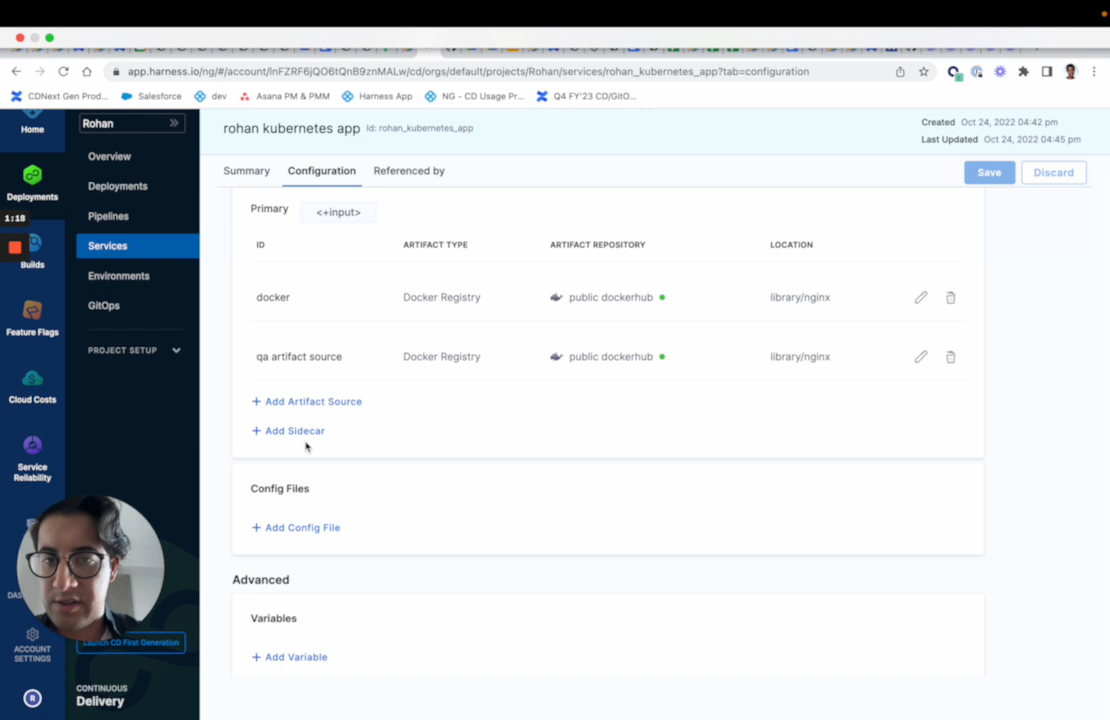 app.harness.io/ng/#/account/lnFZRF6jQO6tQnB9znMALw/cd/orgs/default/projects/Rohan/services/rohan_kubernetes_app?tab=configuration
CDNext Gen Prod...
Salesforce
dev
Asana PM & PMM
Harness App
NG - CD Usage Pr...
Q4 FY'23 CD/GitO...
Home
Deployments
1:18
Builds
Feature Flags
Cloud Costs
Service
Reliability
DAS
ACCOUNT
SETTINGS
R
Rohan
Overview
Deployments
Pipelines
Services
Environments
GitOps
PROJECT SETUP
Launch CD First Generation
CONTINUOUS
Delivery
rohan kubernetes app Id: rohan_kubernetes_app
Created Oct 24, 2022 04:42 pm
Last Updated Oct 24, 2022 04:45 pm
Summary
Configuration
Referenced by
Save
Discard
Primary
<+input>
ID ARTIFACT TYPE ARTIFACT REPOSITORY LOCATION
docker Docker Registry public dockerhub library/nginx
qa artifact source Docker Registry public dockerhub library/nginx
+ Add Artifact Source
+ Add Sidecar
Config Files
+ Add Config File
Advanced
Variables
+ Add Variable